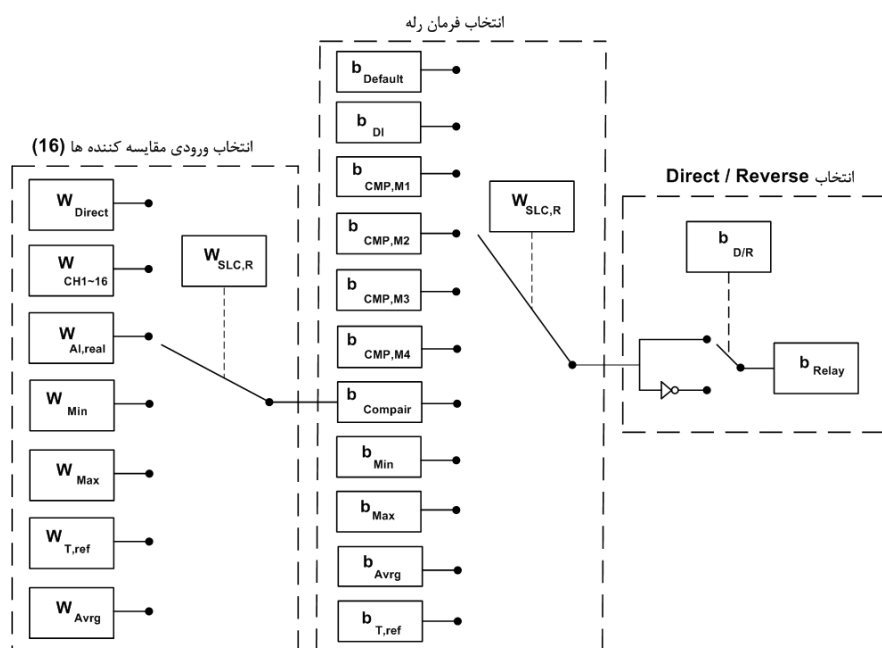 انتخاب فرمان رله
b Default
b DI
b CMP,M1
b CMP,M2
b CMP,M3
b CMP,M4
b Compair
b Min
b Max
b Avrg
b T,ref
W SLC,R
انتخاب ورودی مقایسه کننده ها (16)
W Direct
W CH1~16
W AI,real
W Min
W Max
W T,ref
W Avrg
W SLC,R
انتخاب Direct / Reverse
b D/R
b Relay